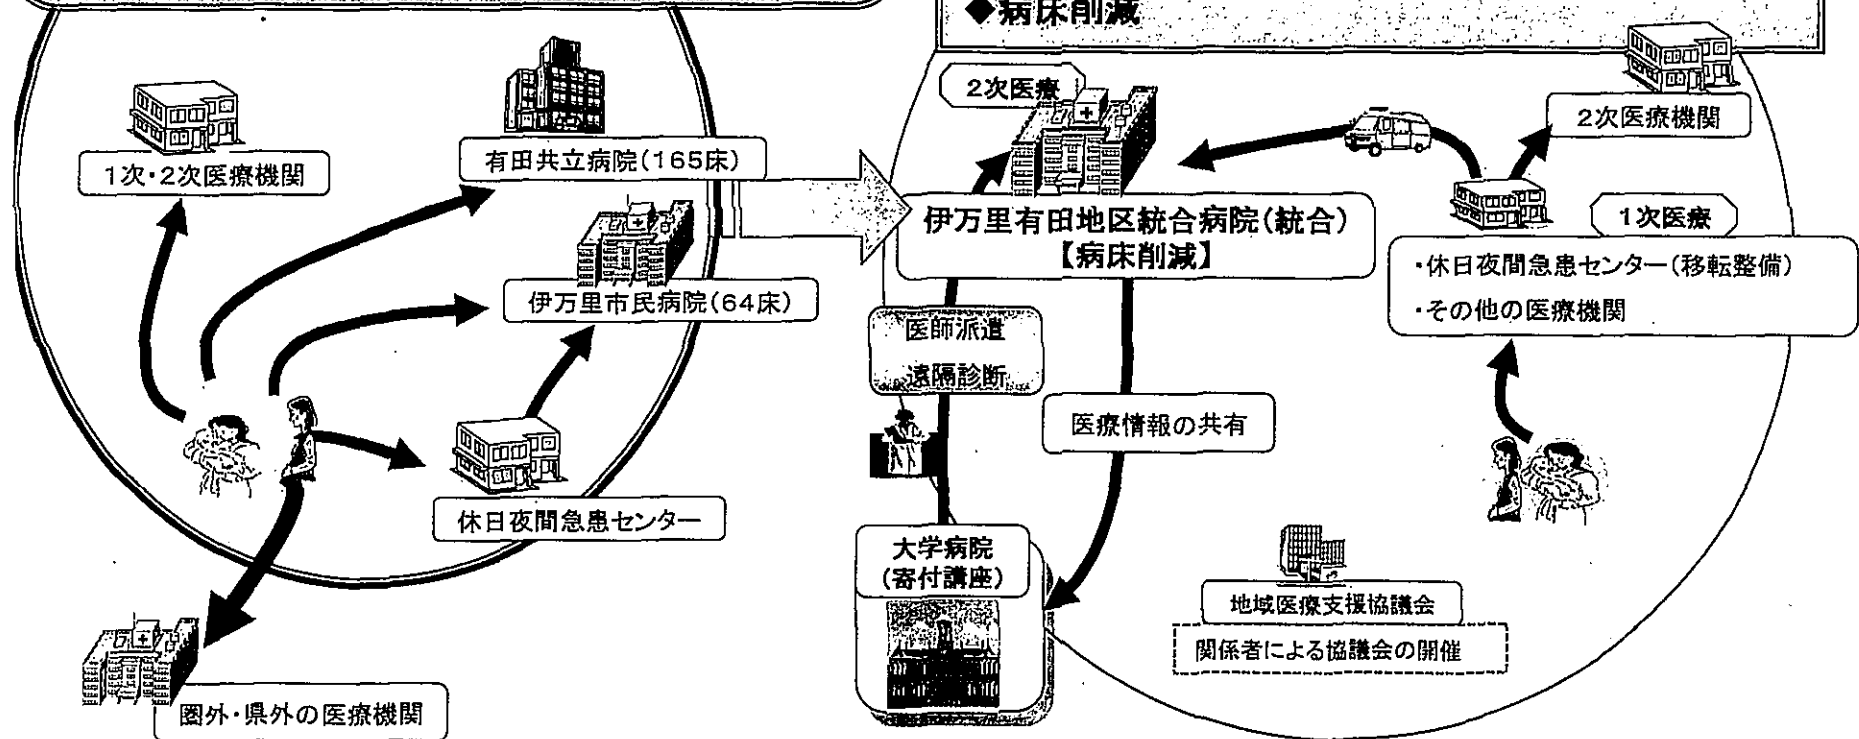 ◆病床削減
1次・2次医療機関
有田共立病院(165床)
伊万里市民病院(64床)
休日夜間急患センター
圏外・県外の医療機関
2次医療
2次医療機関
伊万里有田地区統合病院(統合)
【病床削減】
1次医療
・休日夜間急患センター(移転整備)
・その他の医療機関
医師派遣
遠隔診断
医療情報の共有
大学病院
(寄付講座)
地域医療支援協議会
関係者による協議会の開催